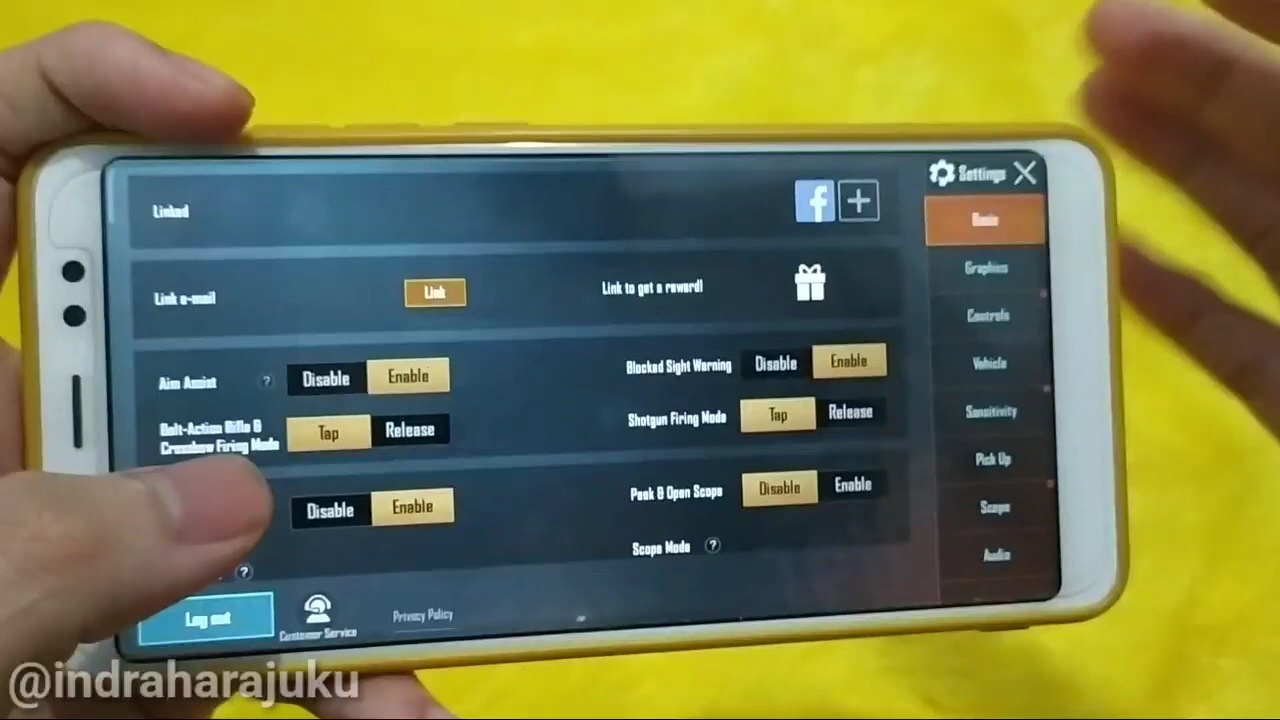 Settings
Linked
f
Basic
Link e-mail
Link
Link to get a reward!
Graphics
Controls
Aim Assist ? Disable Enable
Blocked Sight Warning Disable Enable
Vehicle
Bolt-Action Rifle &
Crossbow Firing Mode
Tap Release
Shotgun Firing Mode Tap Release
Sensitivity
Pick Up
Disable Enable
Peek & Open Scope Disable Enable
Scope
Scope Mode ?
Audio
?
Log out
Customer Service
Privacy Policy
@indraharajuku